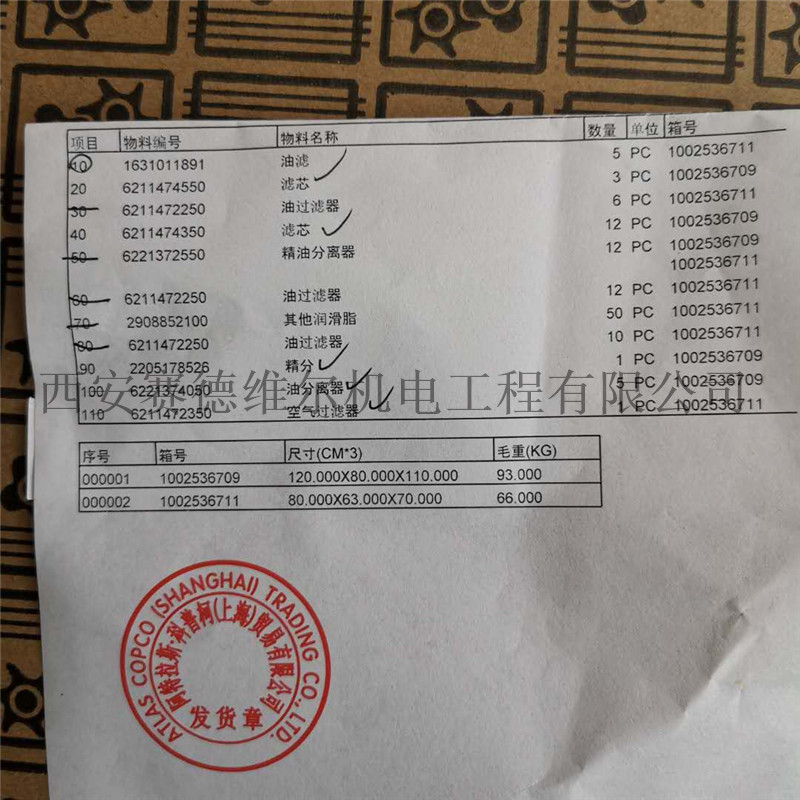 项目 物料编号 物料名称 数量 单位 箱号
10 1631011891 油滤 5 PC 1002536711
20 6211474550 滤芯 3 PC 1002536709
30 6211472250 油过滤器 6 PC 1002536711
40 6211474350 滤芯 12 PC 1002536709
50 6221372550 精油分离器 12 PC 1002536709
1002536711
60 6211472250 油过滤器 12 PC 1002536711
70 2908852100 其他润滑脂 50 PC 1002536711
80 6211472250 油过滤器 10 PC 1002536711
90 2205178526 精分 1 PC 1002536709
100 6221374050 油分离器 5 PC 1002536709
110 6211472350 空气过滤器 1 PC 1002536711
西安赛德维尔机电工程有限公司
序号 箱号 尺寸(CM*3) 毛重(KG)
000001 1002536709 120.000X80.000X110.000 93.000
000002 1002536711 80.000X63.000X70.000 66.000
ATLAS COPCO (SHANGHAI) TRADING CO., LTD.
阿特拉斯·科普柯(上海)贸易有限公司
发货章